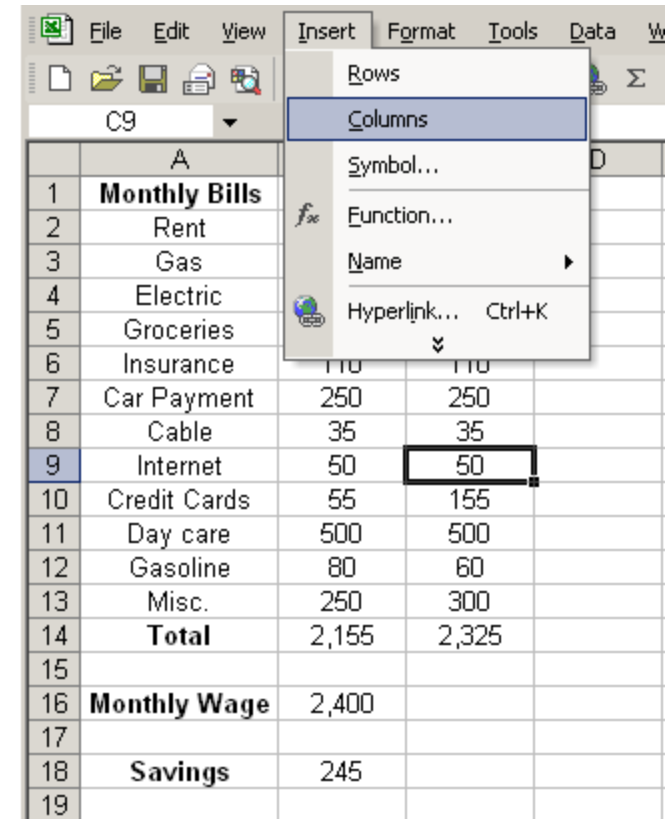 File Edit View Insert Format Tools Data
Rows
Σ
C9 Columns
A D
Symbol...
1 Monthly Bills
fx Function...
2 Rent
3 Gas Name
4 Electric
Hyperlink... Ctrl+K
5 Groceries
6 Insurance 110 110
7 Car Payment 250 250
8 Cable 35 35
9 Internet 50 50
10 Credit Cards 55 155
11 Day care 500 500
12 Gasoline 80 60
13 Misc. 250 300
14 Total 2,155 2,325
15
16 Monthly Wage 2,400
17
18 Savings 245
19